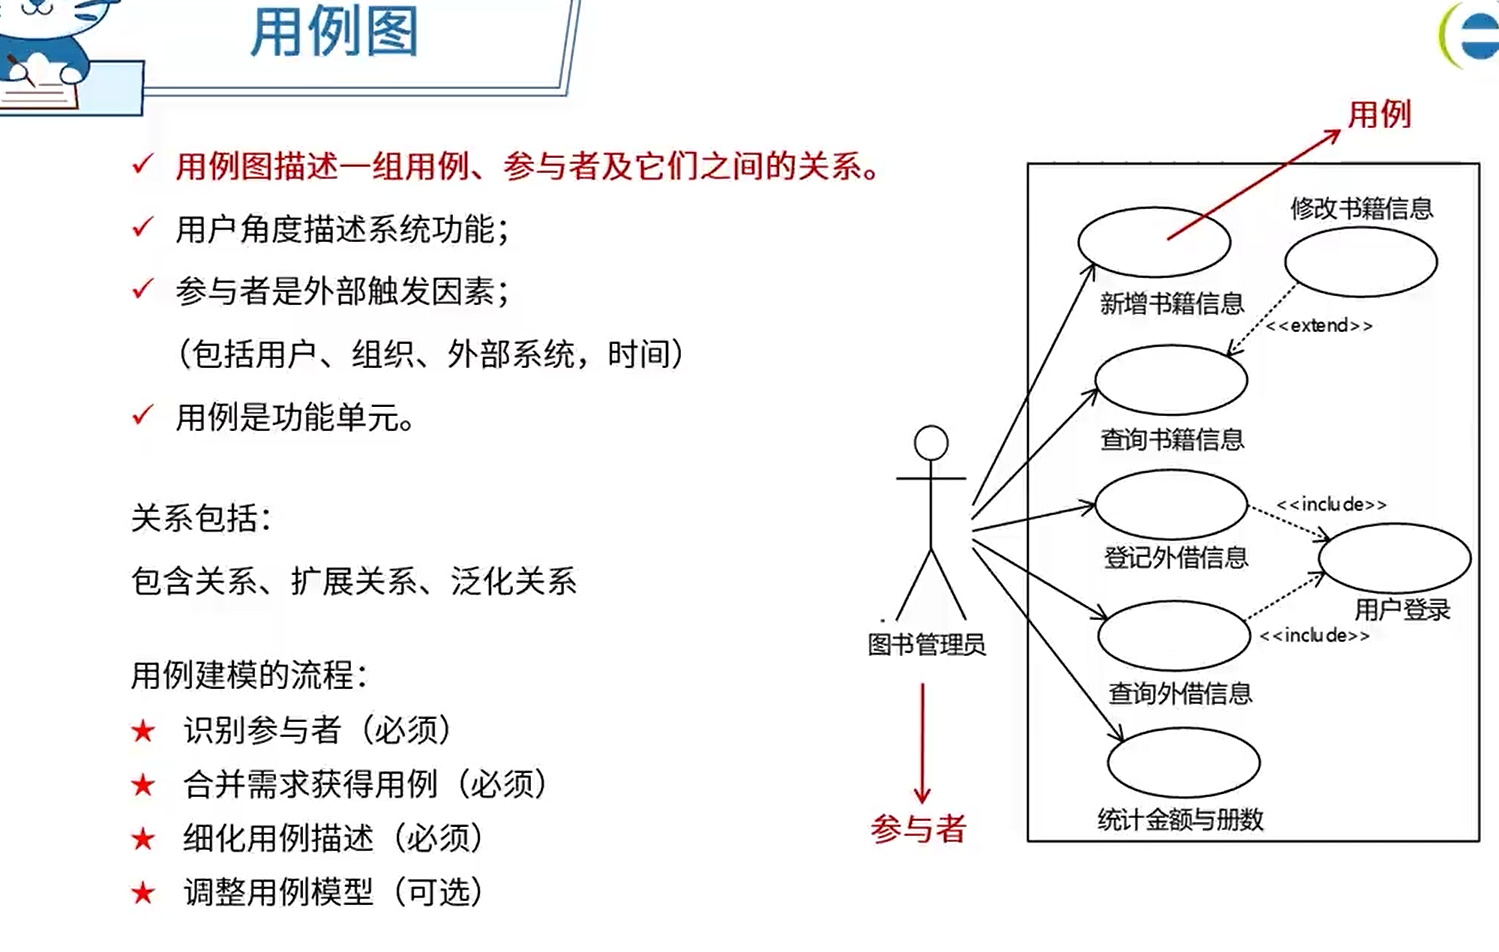 用例图
用例图描述一组用例、参与者及它们之间的关系。
用户角度描述系统功能；
参与者是外部触发因素；
（包括用户、组织、外部系统，时间）
用例是功能单元。
关系包括：
包含关系、扩展关系、泛化关系
用例建模的流程：
识别参与者（必须）
合并需求获得用例（必须）
细化用例描述（必须）
调整用例模型（可选）
用例
修改书籍信息
新增书籍信息
<<extend>>
查询书籍信息
<<include>>
登记外借信息
用户登录
<<include>>
图书管理员
查询外借信息
参与者
统计金额与册数